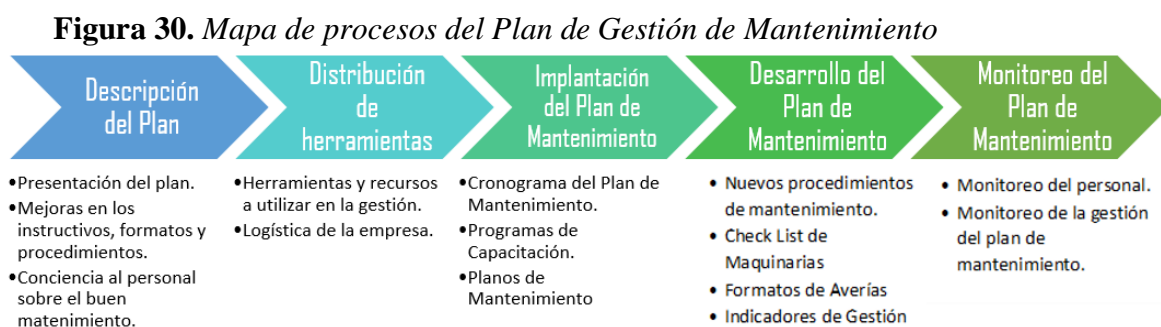 Figura 30. Mapa de procesos del Plan de Gestión de Mantenimiento
Descripción
del Plan
•Presentación del plan.
•Mejoras en los
instructivos, formatos y
procedimientos.
•Conciencia al personal
sobre el buen
matenimiento.
Distribución
de
herramientas
•Herramientas y recursos
a utilizar en la gestión.
•Logística de la empresa.
Implantación
del Plan de
Mantenimiento
•Cronograma del Plan de
Mantenimiento.
•Programas de
Capacitación.
•Planos de
Mantenimiento
Desarrollo del
Plan de
Mantenimiento
• Nuevos procedimientos
de mantenimiento.
• Check List de
Maquinarias
• Formatos de Averías
• Indicadores de Gestión
Monitoreo del
Plan de
Mantenimiento
• Monitoreo del personal.
• Monitoreo de la gestión
del plan de
mantenimiento.